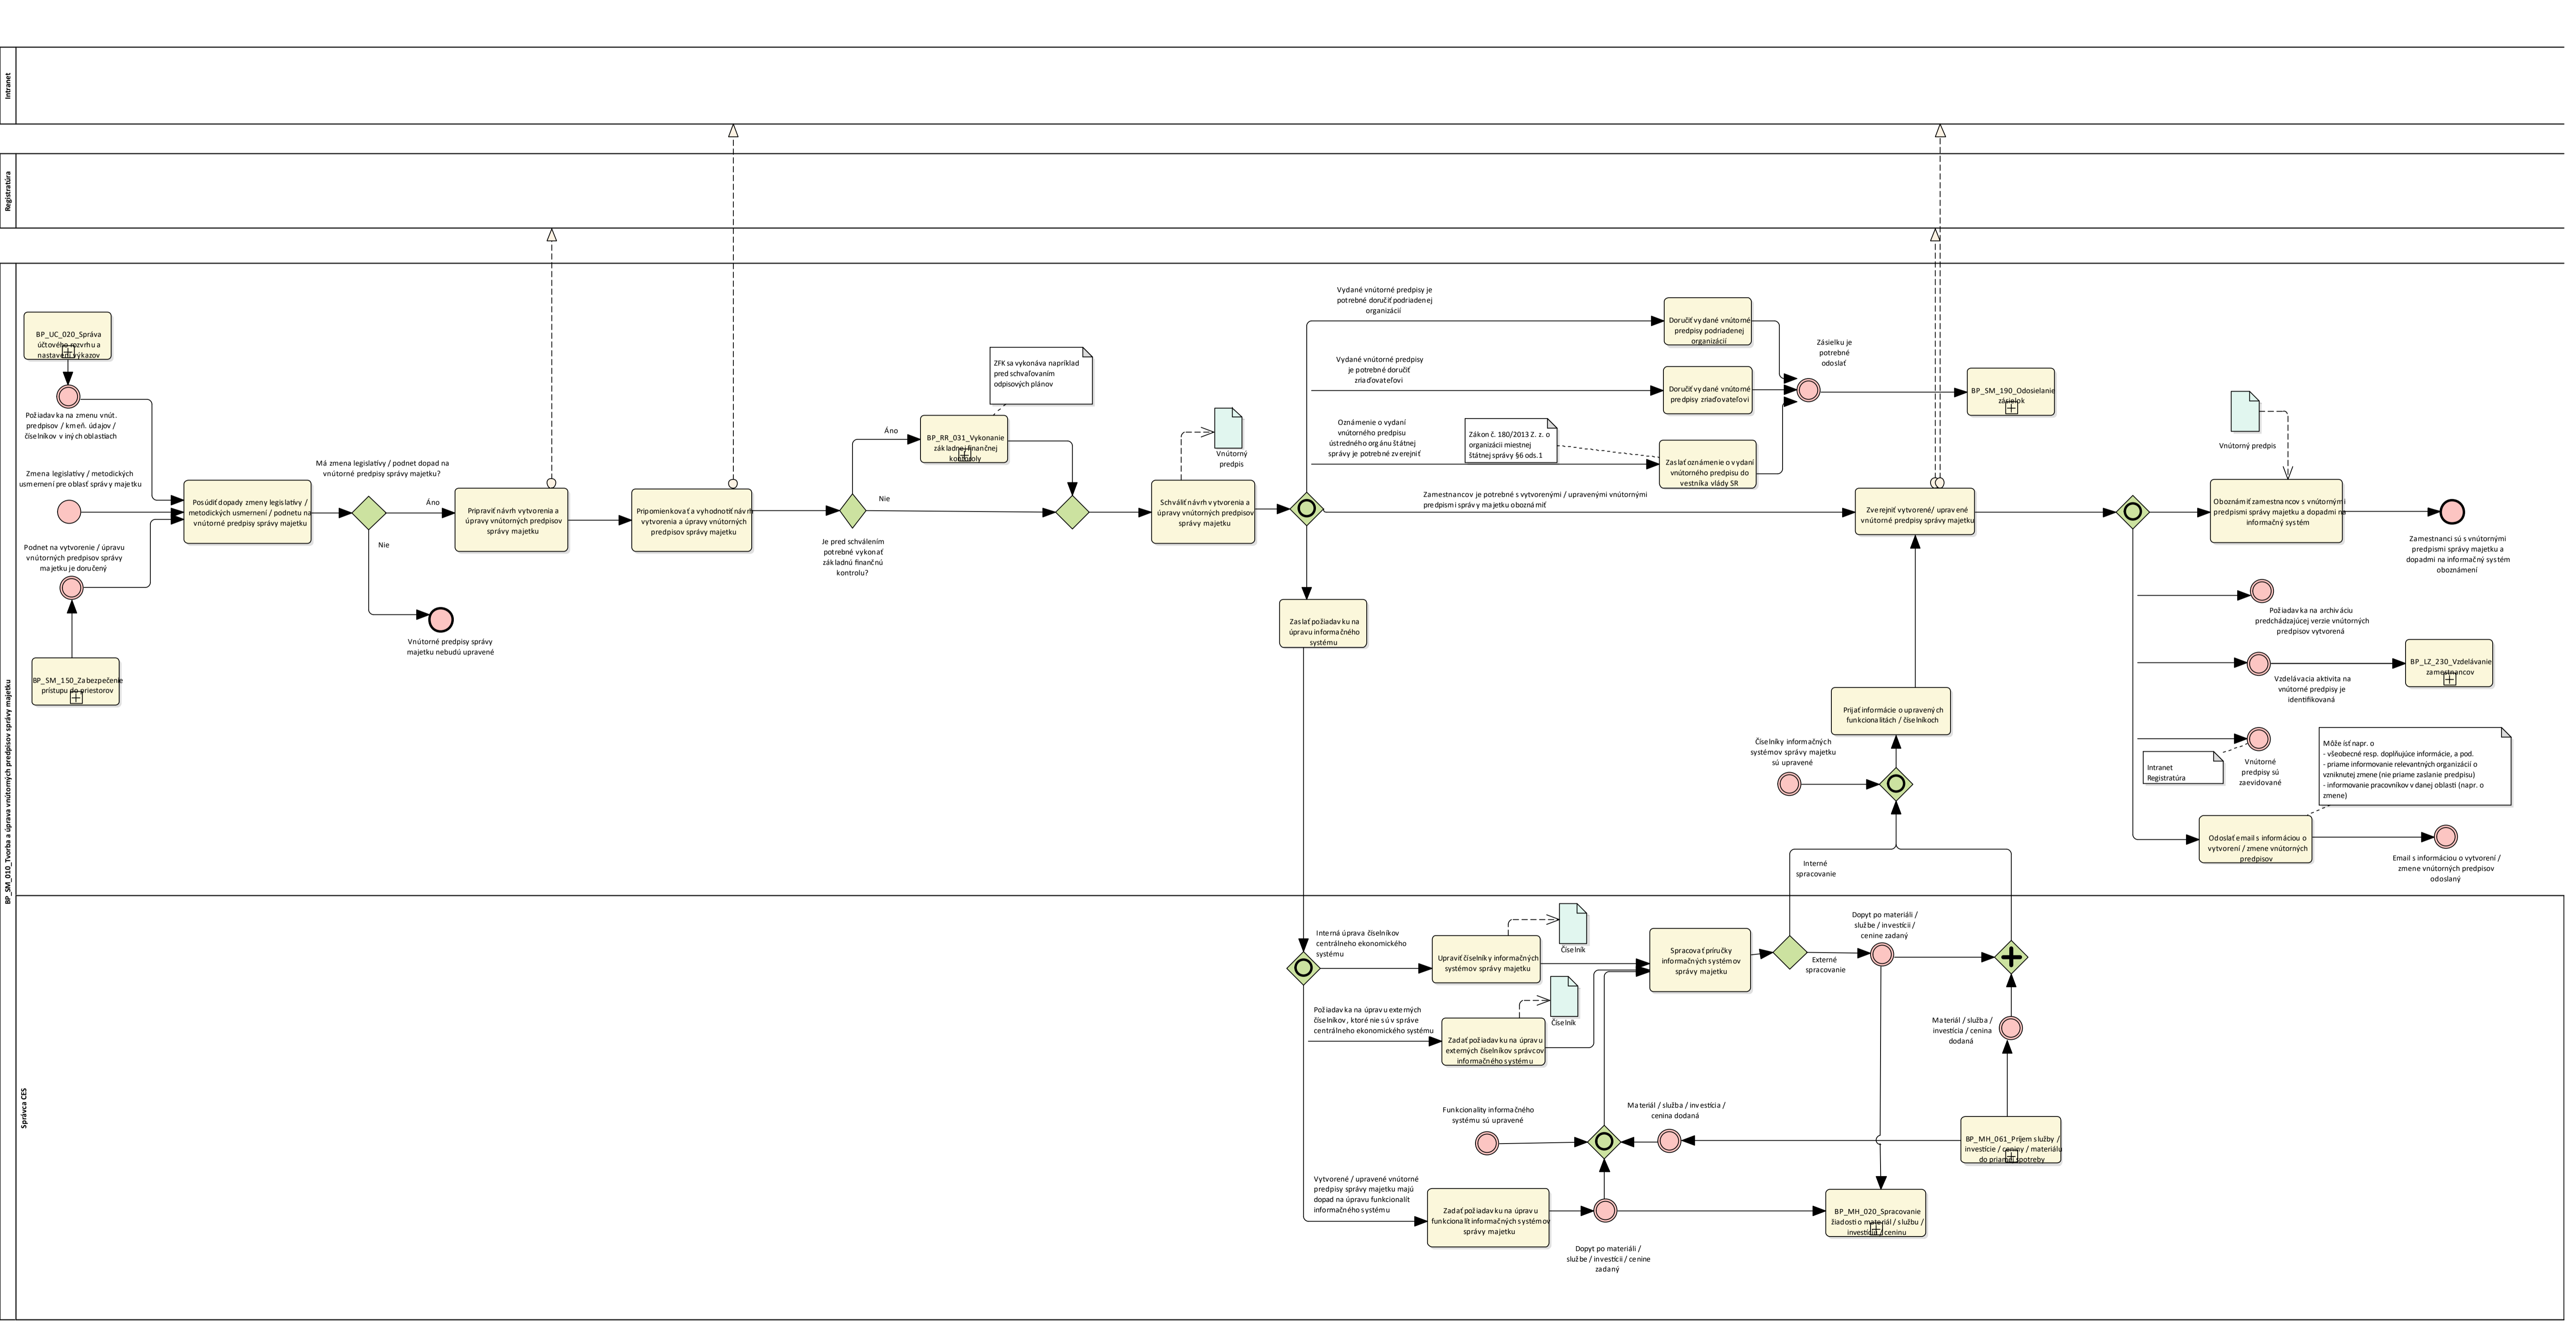 Intranet
Registratúra
BP_SM_010_Tvorba a úprava vnútorných predpisov správy majetku
Správca CES
BP_UC_020_Správa
účtového rozvrhu a
nastavení výkazov
Požiadavka na zmenu vnút.
predpisov / kmeň. údajov /
číselníkov v iných oblastiach
Zmena legislatívy / metodických
usmernení pre oblasť správy majetku
Podnet na vytvorenie / úpravu
vnútorných predpisov správy
majetku je doručený
BP_SM_150_Zabezpečenie
prístupu do priestorov
Posúdiť dopady zmeny legislatívy /
metodických usmernení / podnetu na
vnútorné predpisy správy majetku
Má zmena legislatívy / podnet dopad na
vnútorné predpisy správy majetku?
Áno
Nie
Vnútorné predpisy správy
majetku nebudú upravené
Pripraviť návrh vytvorenia a
úpravy vnútorných predpisov
správy majetku
Pripomienkovať a vyhodnotiť návrh
vytvorenia a úpravy vnútorných
predpisov správy majetku
Je pred schválením
potrebné vykonať
základnú finančnú
kontrolu?
Áno
Nie
BP_RR_031_Vykonanie
základnej finančnej
kontroly
ZFK sa vykonáva napríklad
pred schvaľovaním
odpisových plánov
Schváliť návrh vytvorenia a
úpravy vnútorných predpisov
správy majetku
Vnútorný
predpis
Vydané vnútorné predpisy je
potrebné doručiť podriadenej
organizácií
Vydané vnútorné predpisy
je potrebné doručiť
zriaďovateľovi
Oznámenie o vydaní
vnútorného predpisu
ústredného orgánu štátnej
správy je potrebné zverejniť
Zákon č. 180/2013 Z. z. o
organizácii miestnej
štátnej správy §6 ods.1
Zamestnancov je potrebné s vytvorenými / upravenými vnútornými
predpismi správy majetku oboznámiť
Doručiť vydané vnútorné
predpisy podriadenej
organizácií
Doručiť vydané vnútorné
predpisy zriaďovateľovi
Zaslať oznámenie o vydaní
vnútorného predpisu do
vestníka vlády SR
Zásielku je
potrebné
odoslať
BP_SM_190_Odosielanie
zásielok
Zaslať požiadavku na
úpravu informačného
systému
Zverejniť vytvorené/ upravené
vnútorné predpisy správy majetku
Prijať informácie o upravených
funkcionalitách / číselníkoch
Číselníky informačných
systémov správy majetku
sú upravené
Interné
spracovanie
Vnútorný predpis
Oboznámiť zamestnancov s vnútornými
predpismi správy majetku a dopadmi na
informačný systém
Zamestnanci sú s vnútornými
predpismi správy majetku a
dopadmi na informačný systém
oboznámení
Požiadavka na archiváciu
predchádzajúcej verzie vnútorných
predpisov vytvorená
Vzdelávacia aktivita na
vnútorné predpisy je
identifikovaná
BP_LZ_230_Vzdelávanie
zamestnancov
Intranet
Registratúra
Vnútorné
predpisy sú
zaevidované
Môže ísť napr. o
- všeobecné resp. doplňujúce informácie, a pod.
- priame informovanie relevantných organizácií o
vzniknutej zmene (nie priame zaslanie predpisu)
- informovanie pracovníkov v danej oblasti (napr. o
zmene)
Odoslať email s informáciou o
vytvorení / zmene vnútorných
predpisov
Email s informáciou o vytvorení /
zmene vnútorných predpisov
odoslaný
Interná úprava číselníkov
centrálneho ekonomického
systému
Upraviť číselníky informačných
systémov správy majetku
Číselník
Požiadavka na úpravu externých
číselníkov, ktoré nie sú v správe
centrálneho ekonomického systému
Zadať požiadavku na úpravu
externých číselníkov správcovi
informačného systému
Číselník
Spracovať príručky
informačných systémov
správy majetku
Externé
spracovanie
Dopyt po materiáli /
službe / investícii /
cenine zadaný
Materiál / služba /
investícia / cenina
dodaná
Funkcionality informačného
systému sú upravené
Materiál / služba / investícia /
cenina dodaná
BP_MH_061_Príjem služby /
investície / ceniny / materiálu
do priamej spotreby
Vytvorené / upravené vnútorné
predpisy správy majetku majú
dopad na úpravu funkcionalít
informačného systému
Zadať požiadavku na úpravu
funkcionalít informačných systémov
správy majetku
Dopyt po materiáli /
službe / investícii / cenine
zadaný
BP_MH_020_Spracovanie
žiadosti o materiál / službu /
investíciu / ceninu